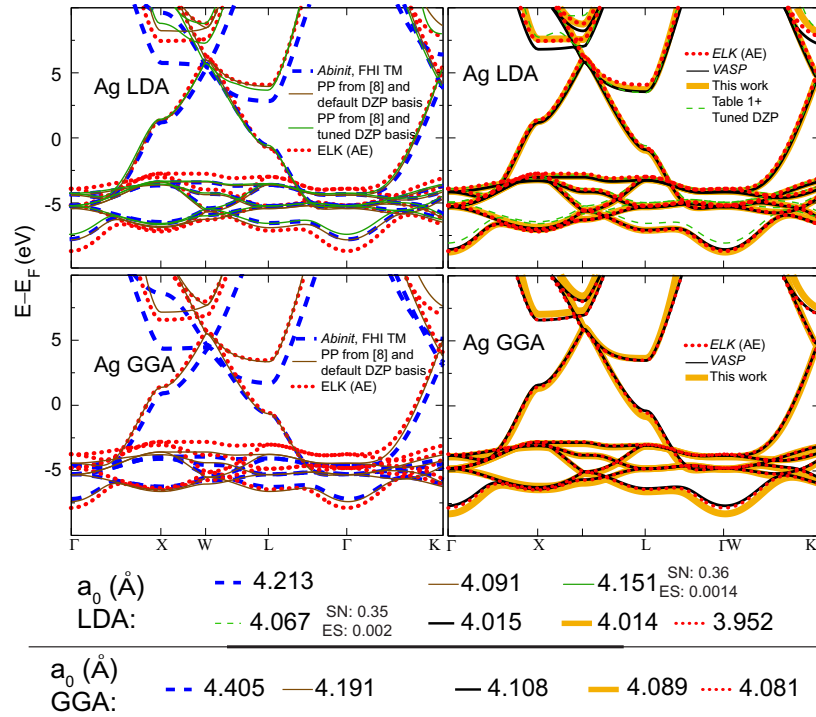 Ag LDA
Abinit, FHI TM
PP from [8] and
default DZP basis
PP from [8] and
tuned DZP basis
ELK (AE)
Ag LDA
ELK (AE)
VASP
This work
Table 1+
Tuned DZP
5
0
-5
E−E_F (eV)
Ag GGA
Abinit, FHI TM
PP from [8] and
default DZP basis
ELK (AE)
Ag GGA
ELK (AE)
VASP
This work
5
0
-5
Γ X W L Γ K Γ X L ΓW K
a₀ (Å)
LDA:
4.213 4.091 4.151 SN: 0.36
ES: 0.0014
4.067 SN: 0.35
ES: 0.002
4.015 4.014 3.952
a₀ (Å)
GGA:
4.405 4.191 4.108 4.089 4.081